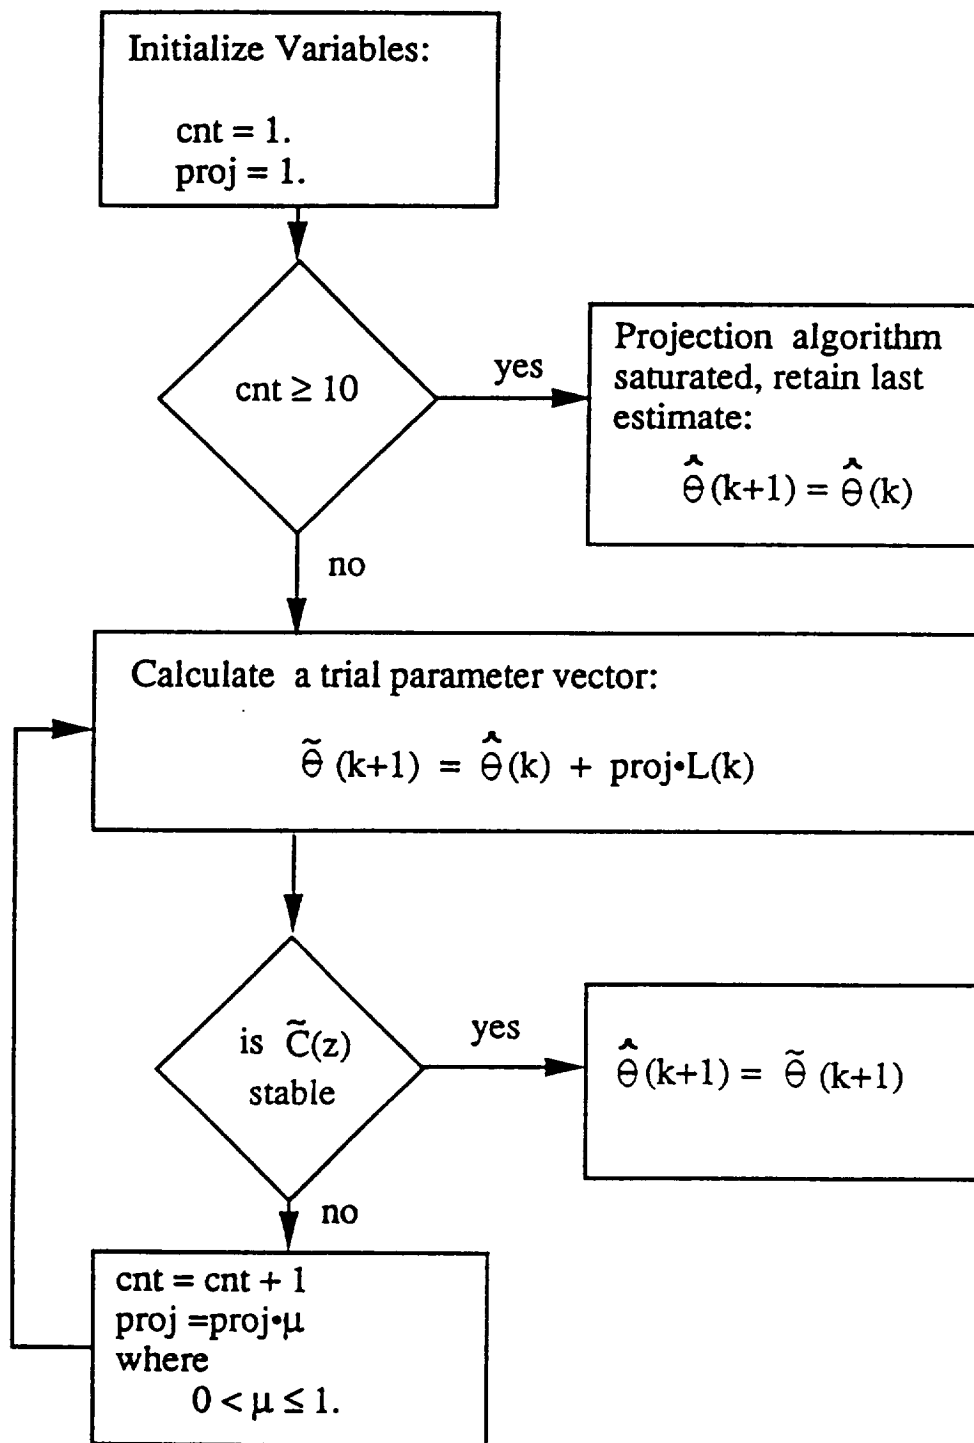 Initialize Variables:
cnt = 1.
proj = 1.
cnt ≥ 10
yes
Projection algorithm
saturated, retain last
estimate:
θ̂(k+1) = θ̂(k)
no
Calculate a trial parameter vector:
θ̃ (k+1) = θ̂(k) + proj•L(k)
is C̃(z)
stable
yes
θ̂(k+1) = θ̃ (k+1)
no
cnt = cnt + 1
proj =proj•μ
where
0 < μ ≤ 1.